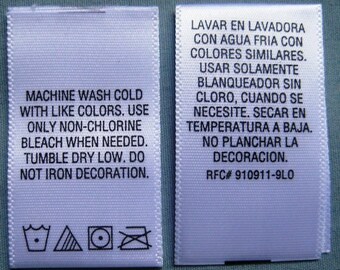 MACHINE WASH COLD
WITH LIKE COLORS. USE
ONLY NON-CHLORINE
BLEACH WHEN NEEDED.
TUMBLE DRY LOW. DO
NOT IRON DECORATION.
LAVAR EN LAVADORA
CON AGUA FRIA CON
COLORES SIMILARES.
USAR SOLAMENTE
BLANQUEADOR SIN
CLORO, CUANDO SE
NECESITE. SECAR EN
TEMPERATURA A BAJA.
NO PLANCHAR LA
DECORACION.
RFC# 910911-9L0